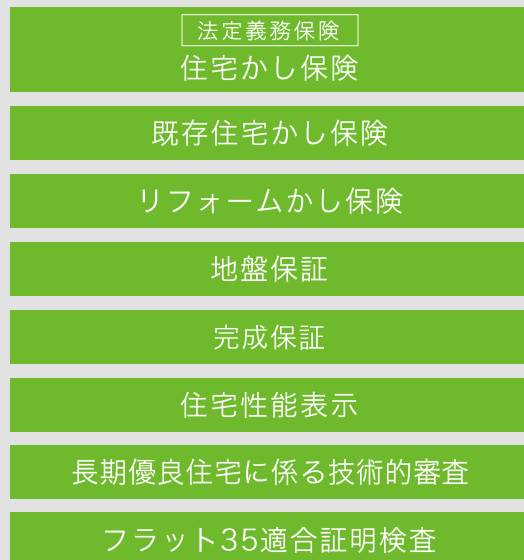 法定義務保険
住宅かし保険
既存住宅かし保険
リフォームかし保険
地盤保証
完成保証
住宅性能表示
長期優良住宅に係る技術的審査
フラット35適合証明検査